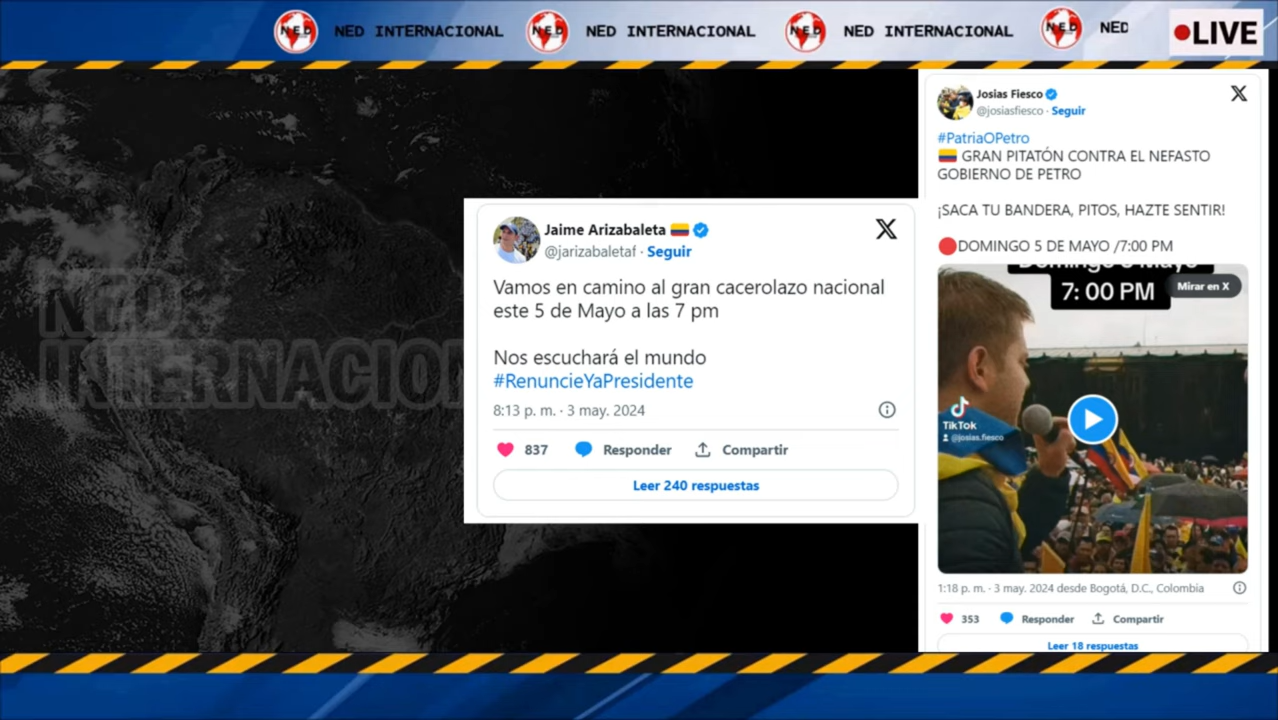 NED INTERNACIONAL NED INTERNACIONAL NED INTERNACIONAL NED
LIVE
NED
INTERNACION
Jaime Arizabaleta
@jarizabaletaf · Seguir
Vamos en camino al gran cacerolazo nacional
este 5 de Mayo a las 7 pm
Nos escuchará el mundo
#RenuncieYaPresidente
8:13 p. m. · 3 may. 2024
837 Responder Compartir
Leer 240 respuestas
Josias Fiesco
@josiasfiesco · Seguir
#PatriaOPetro
GRAN PITATÓN CONTRA EL NEFASTO
GOBIERNO DE PETRO
¡SACA TU BANDERA, PITOS, HAZTE SENTIR!
DOMINGO 5 DE MAYO /7:00 PM
Domingo 5 Mayo
7: 00 PM
Mirar en X
TikTok
@josias.fiesco
1:18 p. m. · 3 may. 2024 desde Bogotá, D.C., Colombia
353 Responder Compartir
Leer 18 respuestas